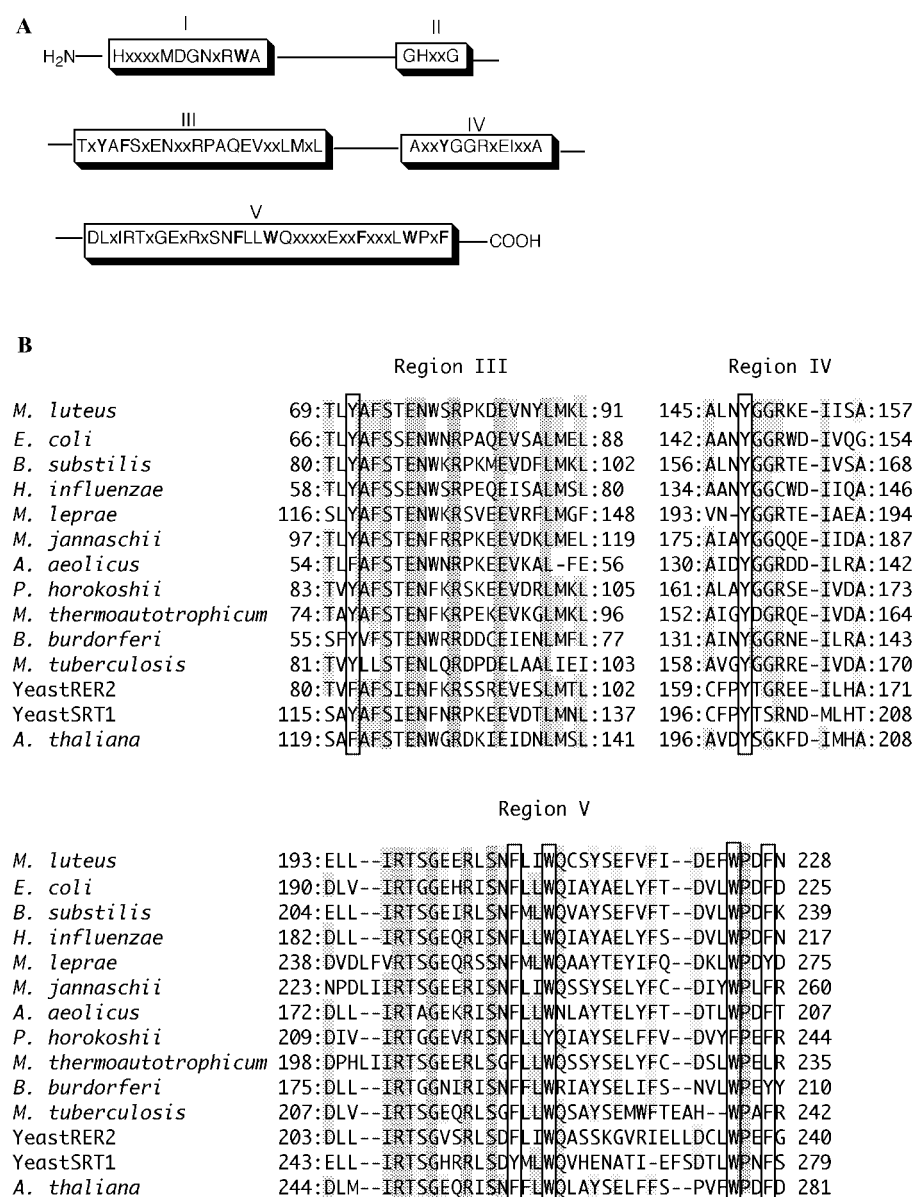 A
I
II
H2N
HxxxxMDGNxRWA
GHxxG
III
IV
TxYAFSxENxxRPAQEVxxLMxL
AxxYGGRxEIxxA
V
DLxIRTxGExRxSNFLLWQxxxxExxFxxxLWPxF
COOH
B
Region III Region IV
M. luteus 69:TLYAFSTENWSRPKDEVNYLMKL:91 145:ALNYGGRKE-IISA:157
E. coli 66:TLYAFSSENWNRPAQEVSALMEL:88 142:AANYGGRWD-IVQG:154
B. substilis 80:TLYAFSTENWKRPKMEVDFLMKL:102 156:ALNYGGRTE-IVSA:168
H. influenzae 58:TLYAFSSENWSRPEQEISALMSL:80 134:AANYGGCWD-IIQA:146
M. leprae 116:SLYAFSTENWKRSVEEVRFLMGF:148 193:VN-YGGRTE-IAEA:194
M. jannaschii 97:TLYAFSTENFRRPKEEVDKLMEL:119 175:AIAYGGQQE-IIDA:187
A. aeolicus 54:TLFAFSTENWRRPKEEVKAL-FE:56 130:AIDYGGRDD-ILRA:142
P. horokoshii 83:TVYAFSTENFKRSKEEVDRLMKL:105 161:ALAYGGRSE-IVDA:173
M. thermoautotrophicum 74:TAYAFSTENFKRPEKEVKGLMKL:96 152:AIGYDGRQE-IVDA:164
B. burdorferi 55:SFYVFSTENWRRDDCEIENLMFL:77 131:AINYGGRNE-ILRA:143
M. tuberculosis 81:TVYLLSTENLQRDPDELAALIEI:103 158:AVGYGGRRE-IVDA:170
YeastRER2 80:TVFAFSIENFKRSSREVESLMTL:102 159:CFPYTGREE-ILHA:171
YeastSRT1 115:SAYAFSIENFNRPKEEVDTLMNL:137 196:CFPYTSRND-MLHT:208
A. thaliana 119:SAFAFSTENWGRDKIEIDNLMSL:141 196:AVDYSGKFD-IMHA:208
Region V
M. luteus 193:ELL--IRTSGEERLSNFLIWQCSYSEFVFI--DEFWPDFN 228
E. coli 190:DLV--IRTGGEHRISNFLLWQIAYAELYFT--DVLWPDFD 225
B. substilis 204:ELL--IRTSGEIRLSNFMLWQVAYSEFVFT--DVLWPDFK 239
H. influenzae 182:DLL--IRTGGEQRISNFLLWQIAYAELYFS--DVLWPDFN 217
M. leprae 238:DVDLFVRTSGEQRSSNFMLWQAAYTEYIFQ--DKLWPDYD 275
M. jannaschii 223:NPDLIIRTSGEERISNFLIWQSSYSELYFC--DIYWPLFR 260
A. aeolicus 172:DLL--IRTAGEKRISNFLLWNLAYTELYFT--DTLWPDFT 207
P. horokoshii 209:DIV--IRTGGEVRISNFLLYQIAYSELFFV--DVYFPEFR 244
M. thermoautotrophicum 198:DPHLIIRTSGEERLSGFLLWQSSYSELYFC--DSLWPELR 235
B. burdorferi 175:DLL--IRTGGNIRISNFFLWRIAYSELIFS--NVLWPEYY 210
M. tuberculosis 207:DLV--IRTSGEQRLSGFLLWQSAYSEMWFTEAH--WPAFR 242
YeastRER2 203:DLL--IRTSGVSRLSDFLIWQASSKGVRIELLDCLWPEFG 240
YeastSRT1 243:ELL--IRTSGHRRLSDYMLWQVHENATI-EFSDTLWPNFS 279
A. thaliana 244:DLM--IRTSGENRISNFFLWQLAYSELFFS--PVFWPDFD 281